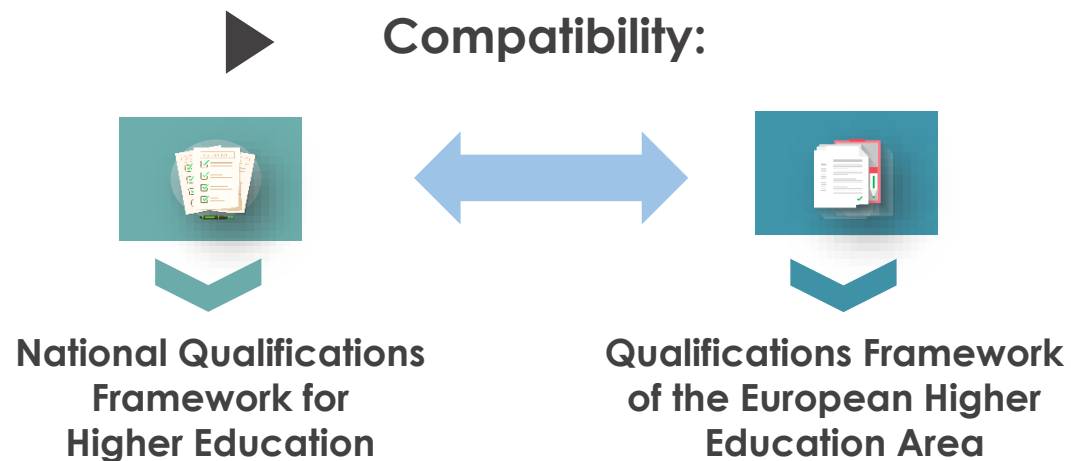 Compatibility:
National Qualifications
Framework for
Higher Education
Qualifications Framework
of the European Higher
Education Area